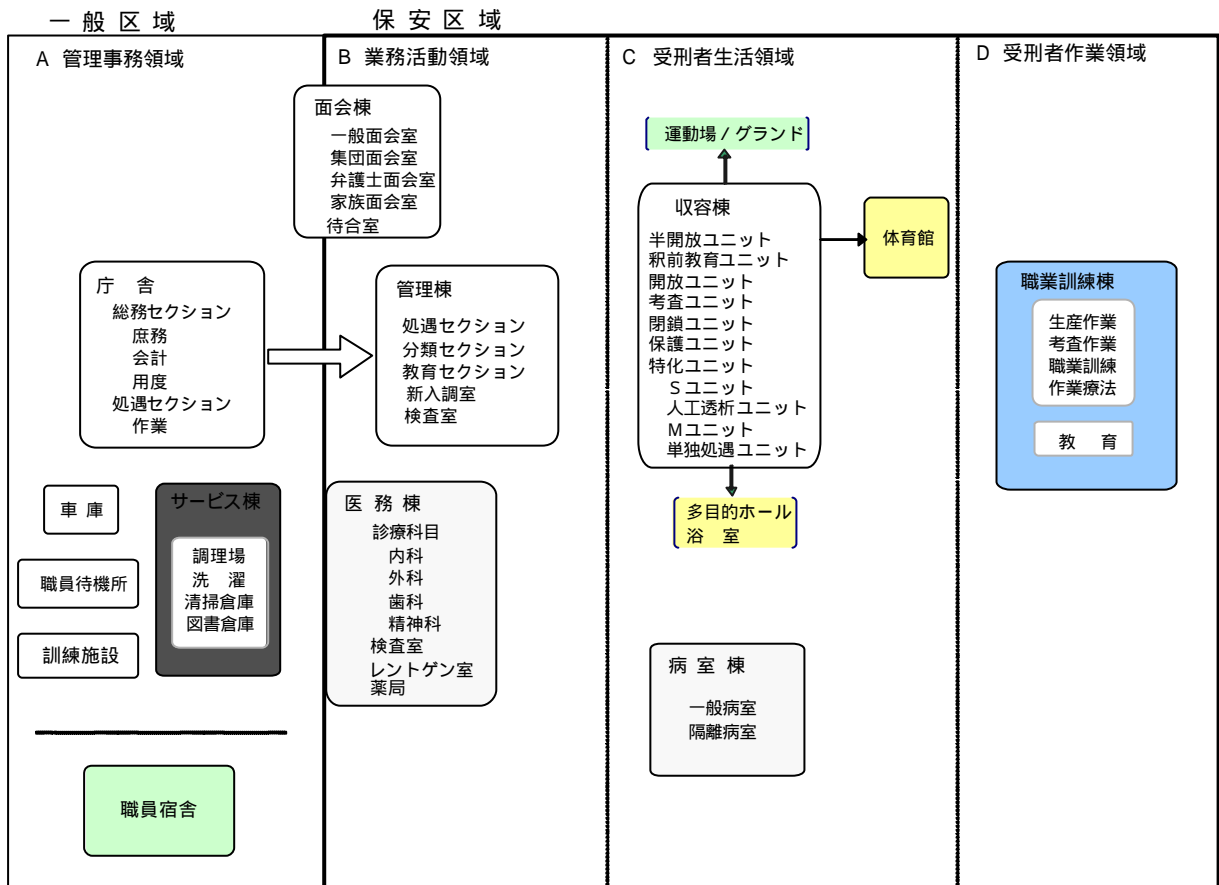 一 般 区 域
保 安 区 域
A 管理事務領域
B 業務活動領域
C 受刑者生活領域
D 受刑者作業領域
面会棟
一般面会室
集団面会室
弁護士面会室
家族面会室
待合室
庁 舎
総務セクション
庶務
会計
用度
処遇セクション
作業
管理棟
処遇セクション
分類セクション
教育セクション
新入調室
検査室
車 庫
職員待機所
訓練施設
サービス棟
調理場
洗 濯
清掃倉庫
図書倉庫
医 務 棟
診療科目
内科
外科
歯科
精神科
検査室
レントゲン室
薬局
職員宿舎
運動場 / グランド
収容棟
半開放ユニット
釈前教育ユニット
開放ユニット
考査ユニット
閉鎖ユニット
保護ユニット
特化ユニット
Sユニット
人工透析ユニット
Mユニット
単独処遇ユニット
体育館
多目的ホール
浴 室
病 室 棟
一般病室
隔離病室
職業訓練棟
生産作業
考査作業
職業訓練
作業療法
教 育